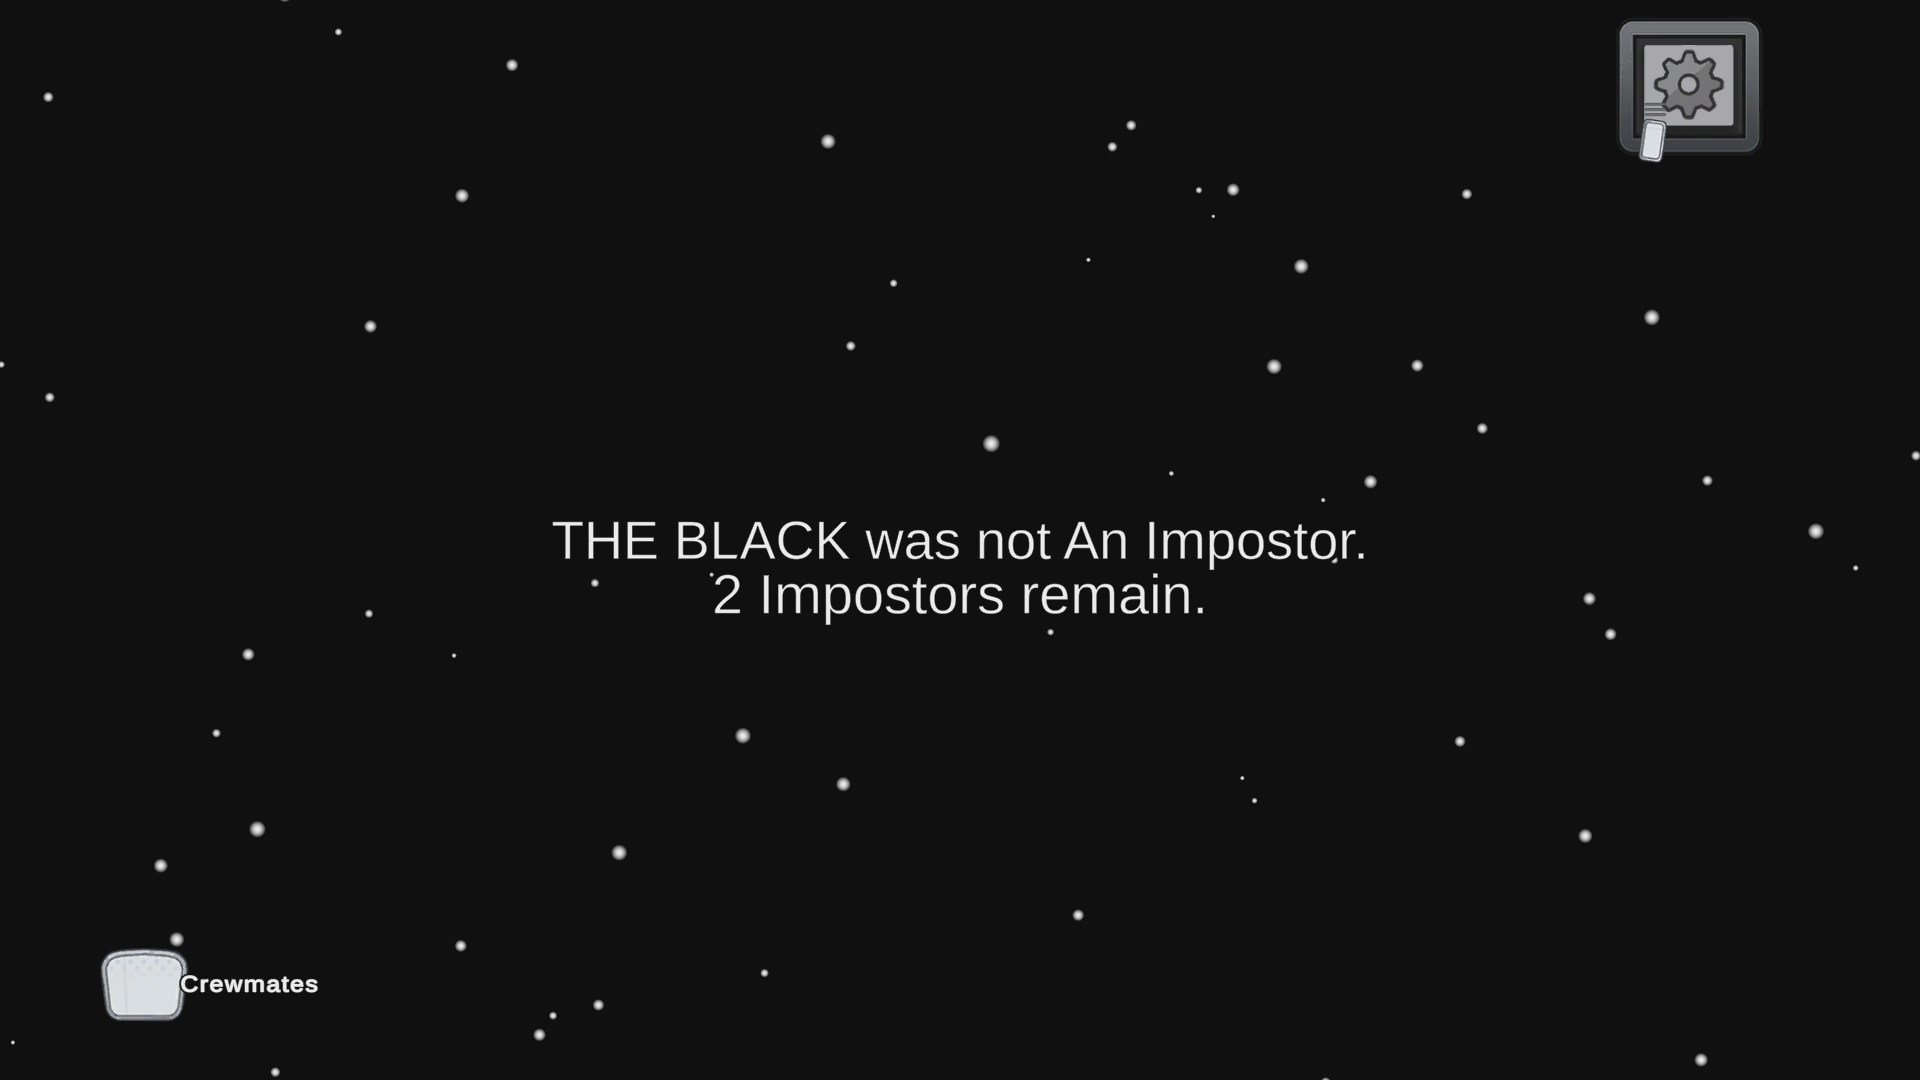 THE BLACK was not An Impostor.
2 Impostors remain.
Crewmates